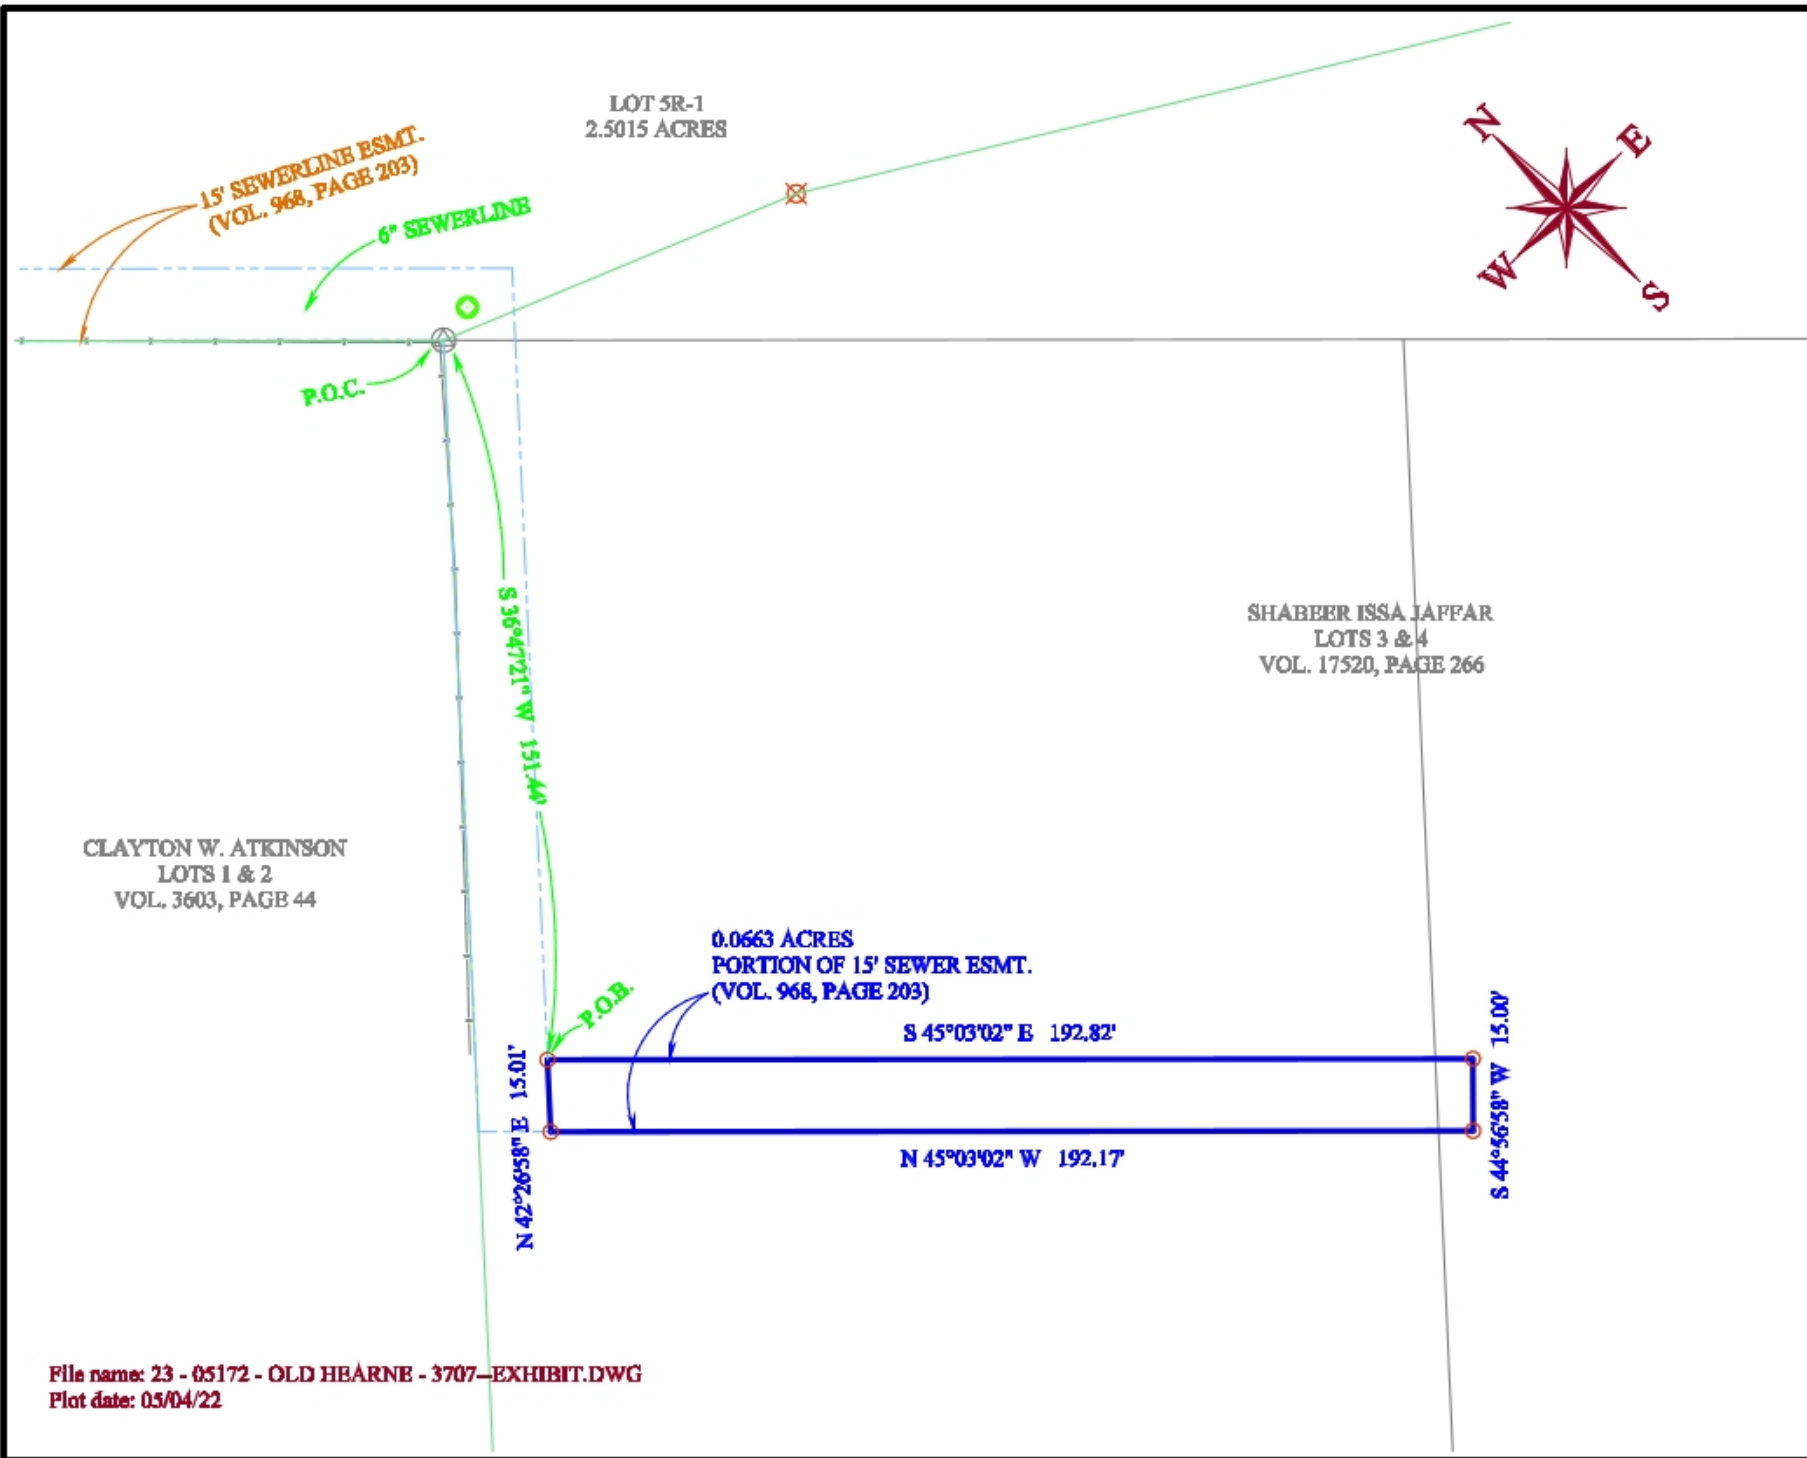 LOT 5R-1
2.5015 ACRES
N
E
W
S
15' SEWERLINE ESMT.
(VOL. 968, PAGE 203)
6" SEWERLINE
P.O.C.
S 36°47'21" W 151.44'
SHABEER ISSA JAFFAR
LOTS 3 & 4
VOL. 17520, PAGE 266
CLAYTON W. ATKINSON
LOTS 1 & 2
VOL. 3603, PAGE 44
0.0663 ACRES
PORTION OF 15' SEWER ESMT.
(VOL. 968, PAGE 203)
P.O.B.
S 45°03'02" E 192.82'
N 42°26'58" E 15.01'
S 44°56'58" W 15.00'
N 45°03'02" W 192.17'
File name: 23 - 05172 - OLD HEARNE - 3707--EXHIBIT.DWG
Plot date: 05/04/22